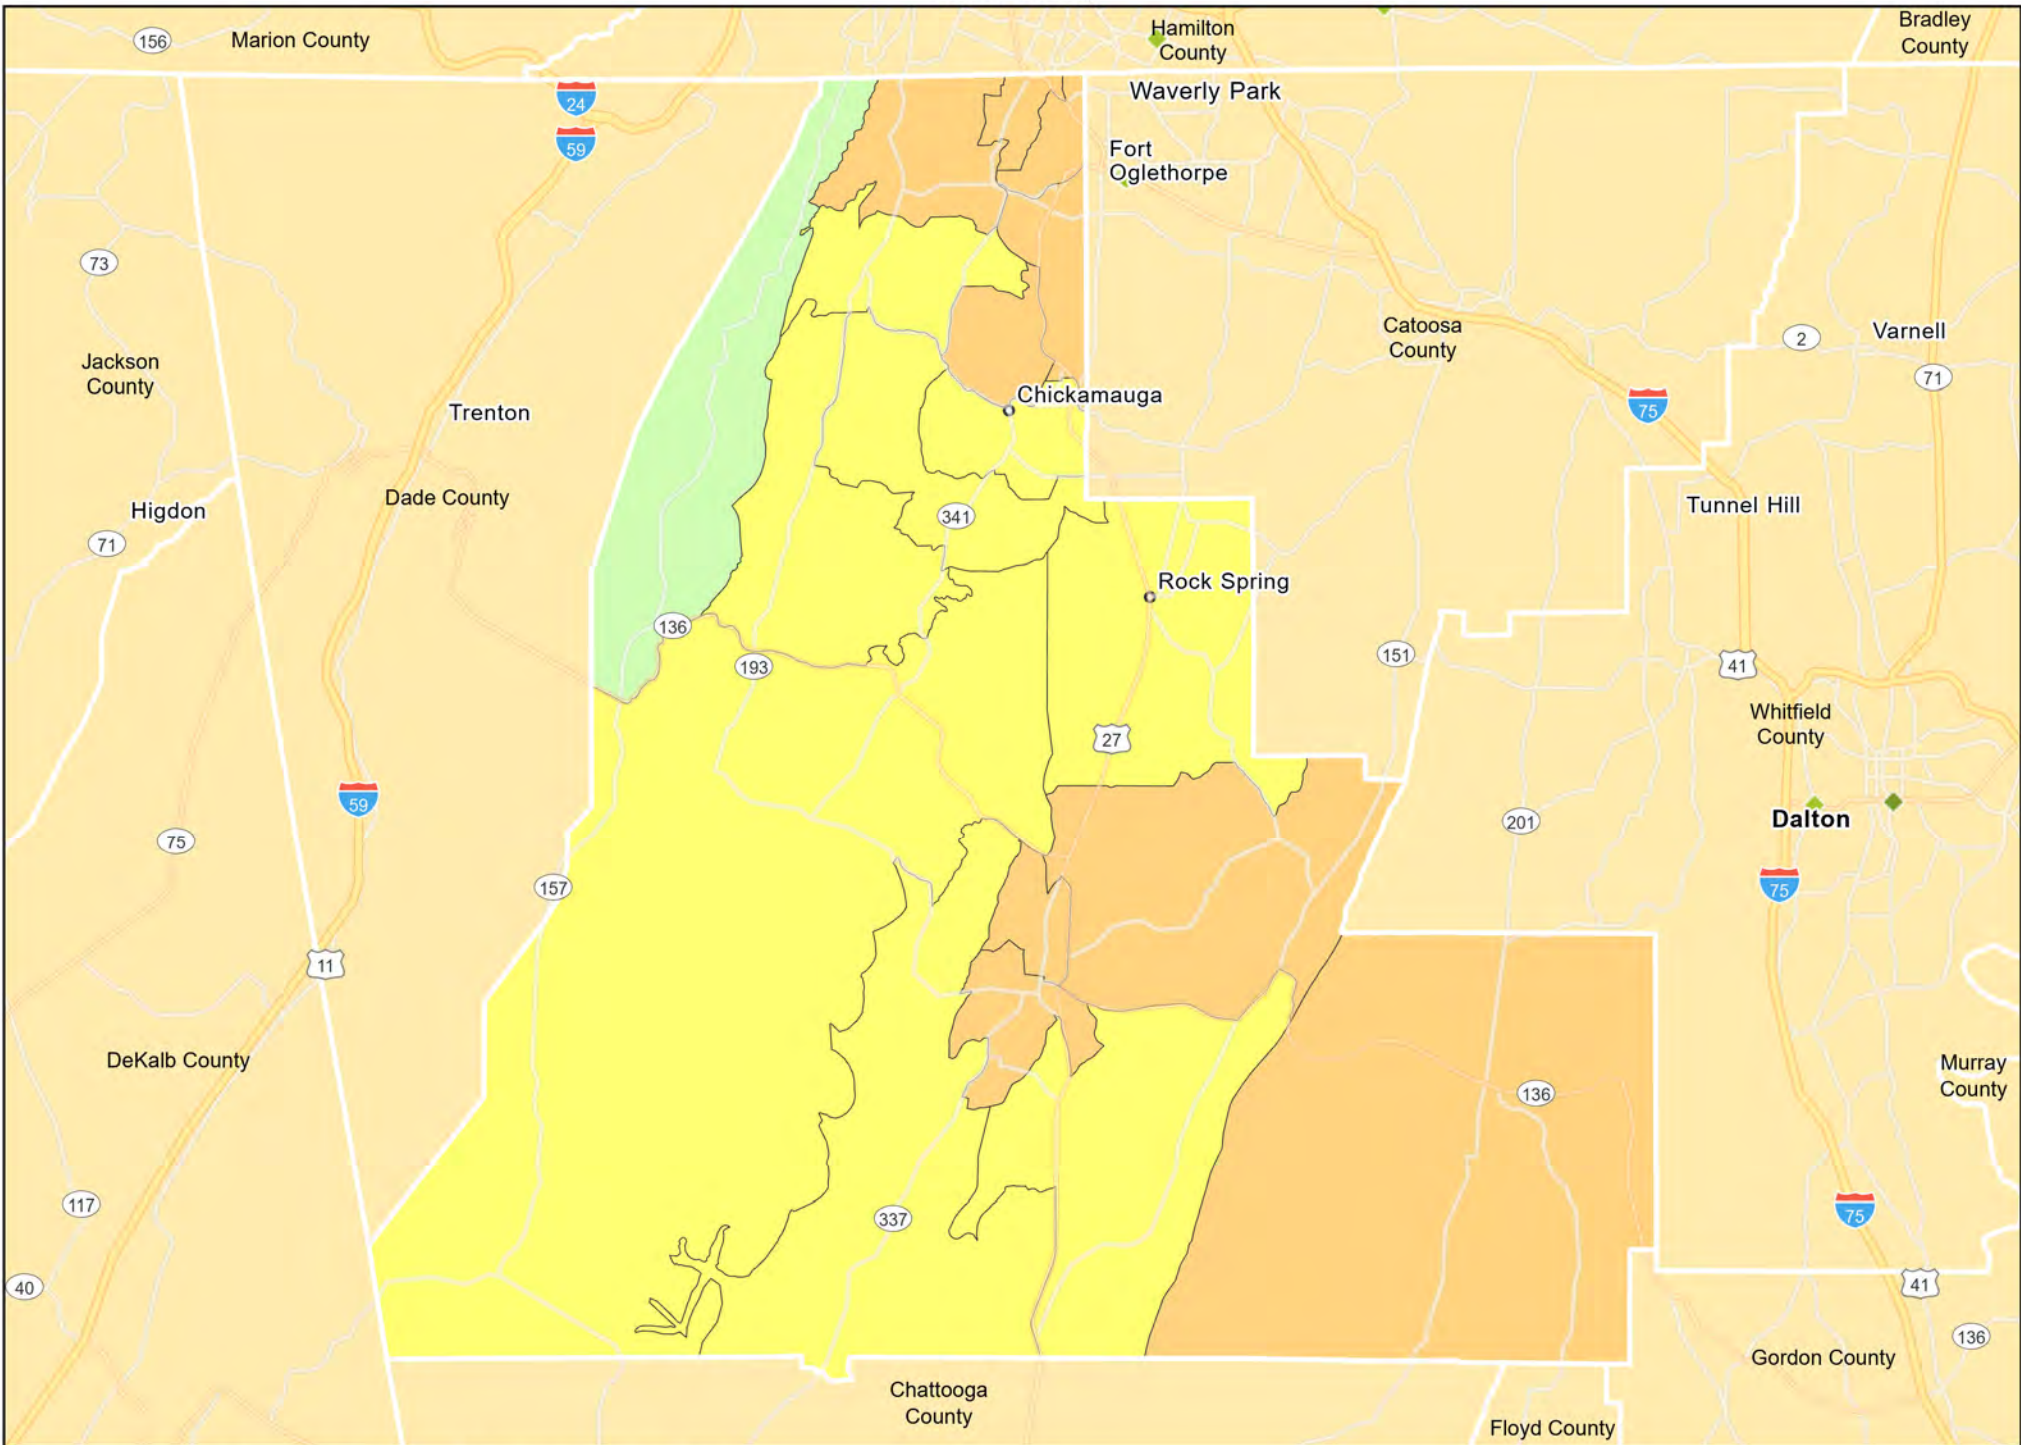 Hamilton
County
Bradley
County
156
Marion County
24
Waverly Park
59
Fort
Oglethorpe
73
Catoosa
County
2
Varnell
Jackson
County
71
Chickamauga
75
Trenton
Dade County
Higdon
341
Tunnel Hill
71
Rock Spring
136
193
151
41
Whitfield
County
27
59
75
201
Dalton
157
75
11
DeKalb County
Murray
County
136
117
337
75
40
41
136
Gordon County
Chattooga
County
Floyd County